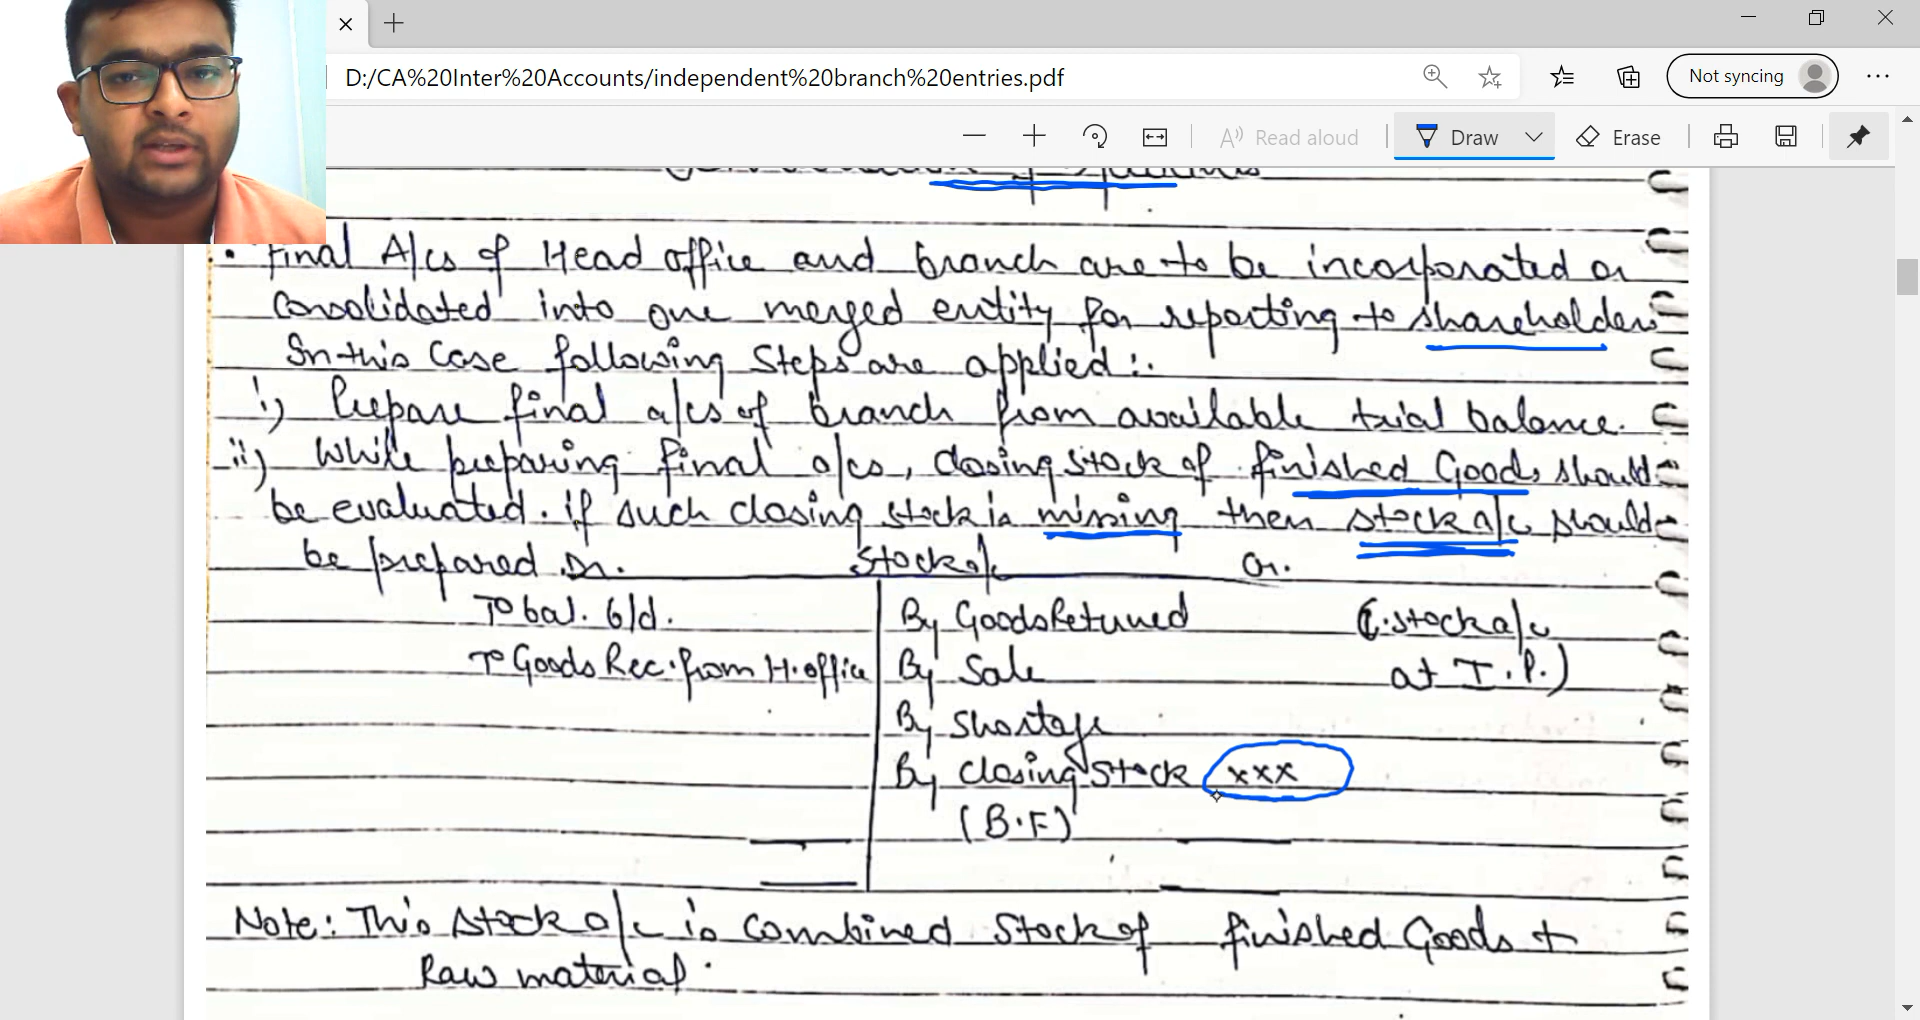 D:/CA%20Inter%20Accounts/independent%20branch%20entries.pdf
Not syncing
Read aloud
Draw
Erase
• Final A/cs of Head office and branch are to be incorporated or
Consolidated into one merged entity for reporting to shareholders
In this Case following Steps are applied :-
i) Prepare final a/cs of branch from available trial balance.
ii) While preparing final a/cs, closing stock of finished Goods should
be evaluated. if such closing stock is missing then stock a/c should
be prepared. Dr. Stock a/c Cr.
To bal. b/d. By Goods Returned (C. stock a/c
To Goods Rec. from H. office By Sale at I.P.)
By Shortage
By Closing Stock xxx
(B.F)
Note: This stock a/c is combined stock of finished Goods +
Raw material.